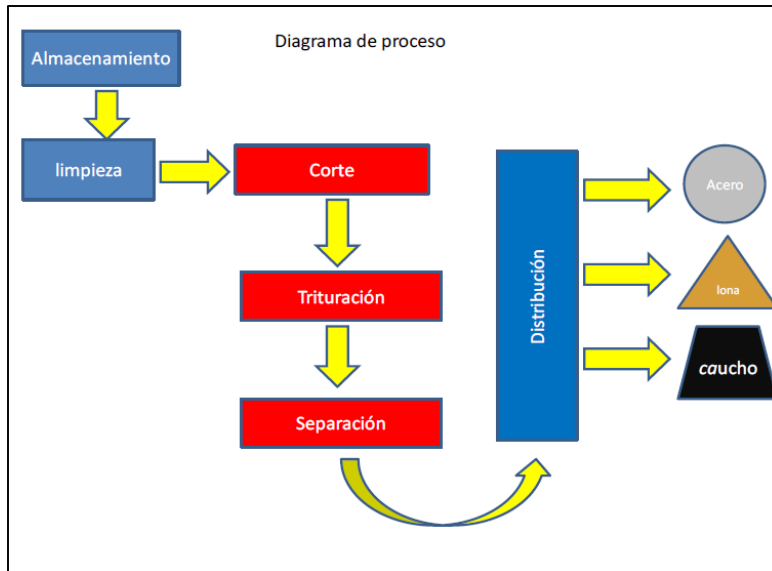 Diagrama de proceso
Almacenamiento
limpieza
Corte
Trituración
Separación
Distribución
Acero
lona
caucho